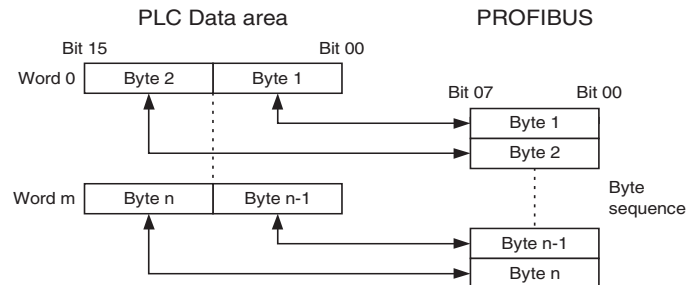 PLC Data area
PROFIBUS
Bit 15
Bit 00
Word 0
Byte 2
Byte 1
Bit 07
Bit 00
Byte 1
Byte 2
Word m
Byte n
Byte n-1
Byte
sequence
Byte n-1
Byte n